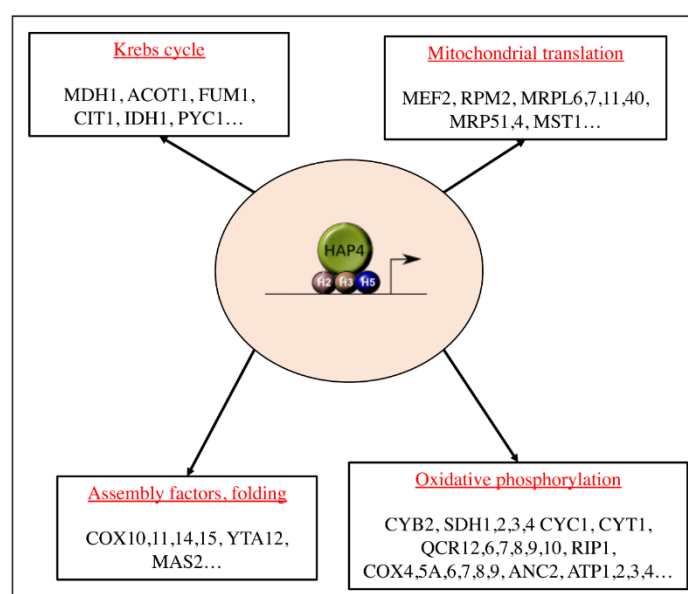 Krebs cycle
MDH1, ACOT1, FUM1,
CIT1, IDH1, PYC1…
Mitochondrial translation
MEF2, RPM2, MRPL6,7,11,40,
MRP51,4, MST1…
HAP4
H2 H3 H5
Assembly factors, folding
COX10,11,14,15, YTA12,
MAS2…
Oxidative phosphorylation
CYB2, SDH1,2,3,4 CYC1, CYT1,
QCR12,6,7,8,9,10, RIP1,
COX4,5A,6,7,8,9, ANC2, ATP1,2,3,4…